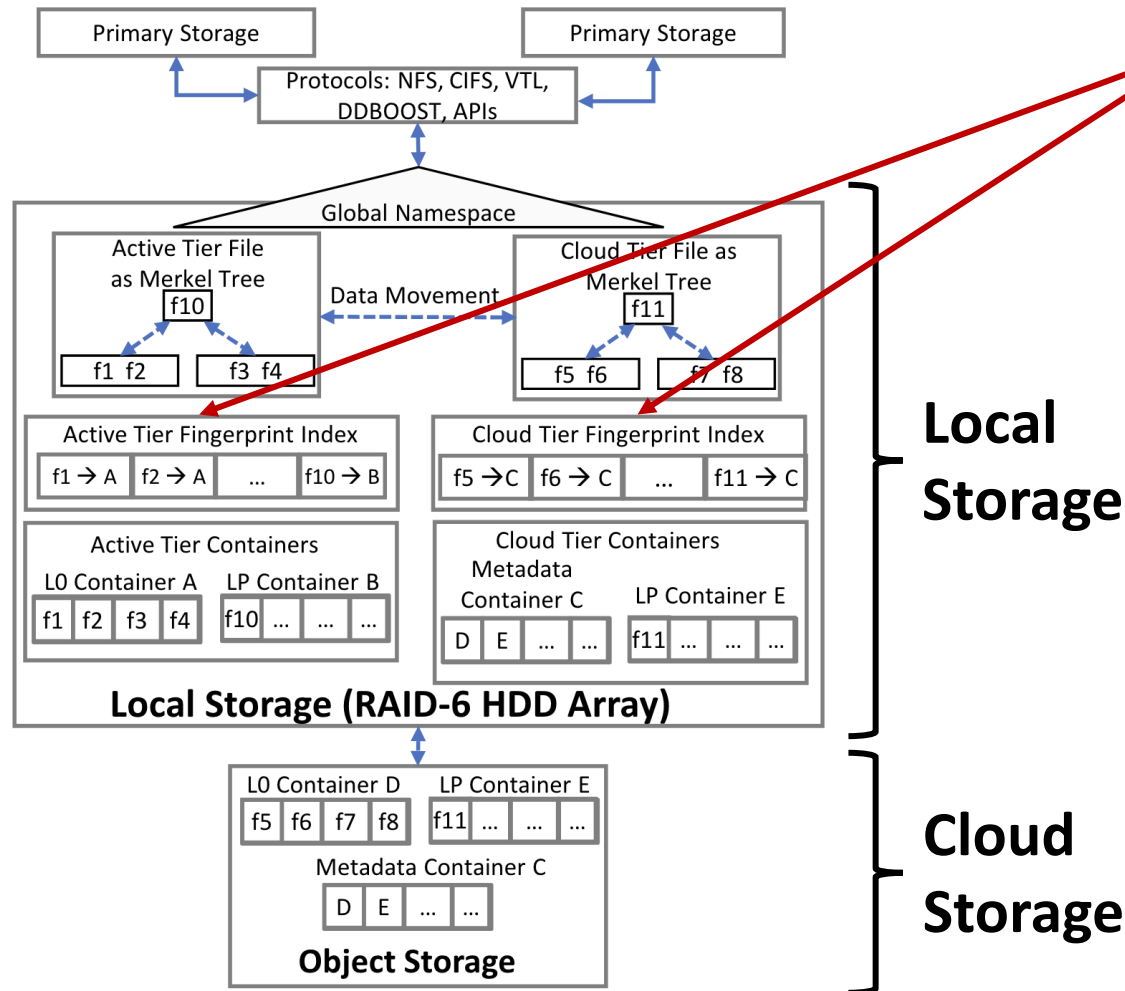 Primary Storage
Primary Storage
Protocols: NFS, CIFS, VTL,
DDBOOST, APIs
Global Namespace
Active Tier File
as Merkel Tree
f10
f1 f2
f3 f4
Data Movement
Cloud Tier File as
Merkel Tree
f11
f5 f6
f7 f8
Active Tier Fingerprint Index
f1 → A
f2 → A
...
f10 → B
Cloud Tier Fingerprint Index
f5 → C
f6 → C
...
f11 → C
Active Tier Containers
L0 Container A
f1 f2 f3 f4
LP Container B
f10 ... ... ...
Cloud Tier Containers
Metadata
Container C
D E ... ...
LP Container E
f11 ... ... ...
Local Storage (RAID-6 HDD Array)
L0 Container D
f5 f6 f7 f8
LP Container E
f11 ... ... ...
Metadata Container C
D E ... ...
Object Storage
Local
Storage
Cloud
Storage